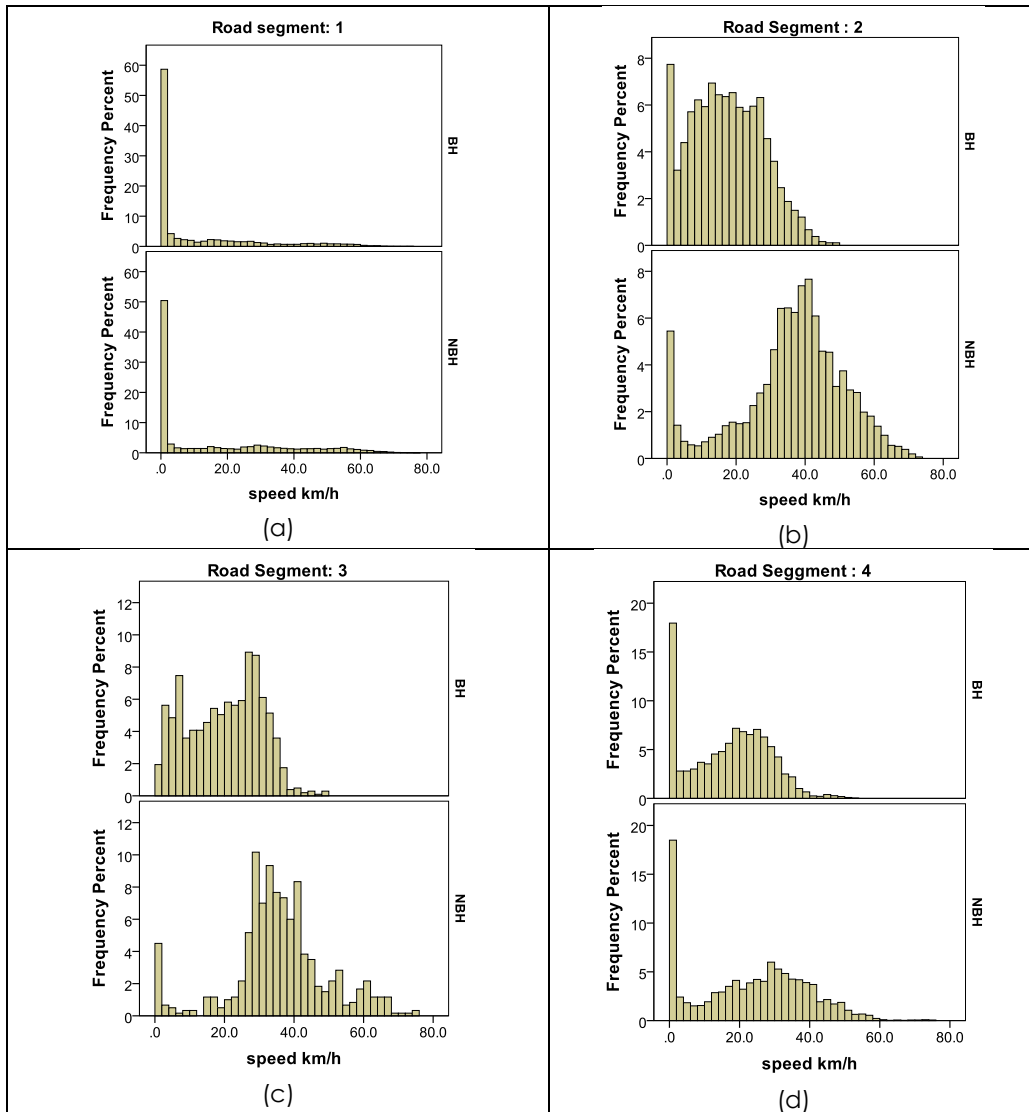 Road segment: 1
Frequency Percent
60
50
40
30
20
10
0
BH
Frequency Percent
60
50
40
30
20
10
0
NBH
.0 20.0 40.0 60.0 80.0
speed km/h
(a)
Road Segment : 2
Frequency Percent
8
6
4
2
0
BH
Frequency Percent
8
6
4
2
0
NBH
.0 20.0 40.0 60.0 80.0
speed km/h
(b)
Road Segment: 3
Frequency Percent
12
10
8
6
4
2
0
BH
Frequency Percent
12
10
8
6
4
2
0
NBH
.0 20.0 40.0 60.0 80.0
speed km/h
(c)
Road Seggment : 4
Frequency Percent
20
15
10
5
0
BH
Frequency Percent
20
15
10
5
0
NBH
.0 20.0 40.0 60.0 80.0
speed km/h
(d)